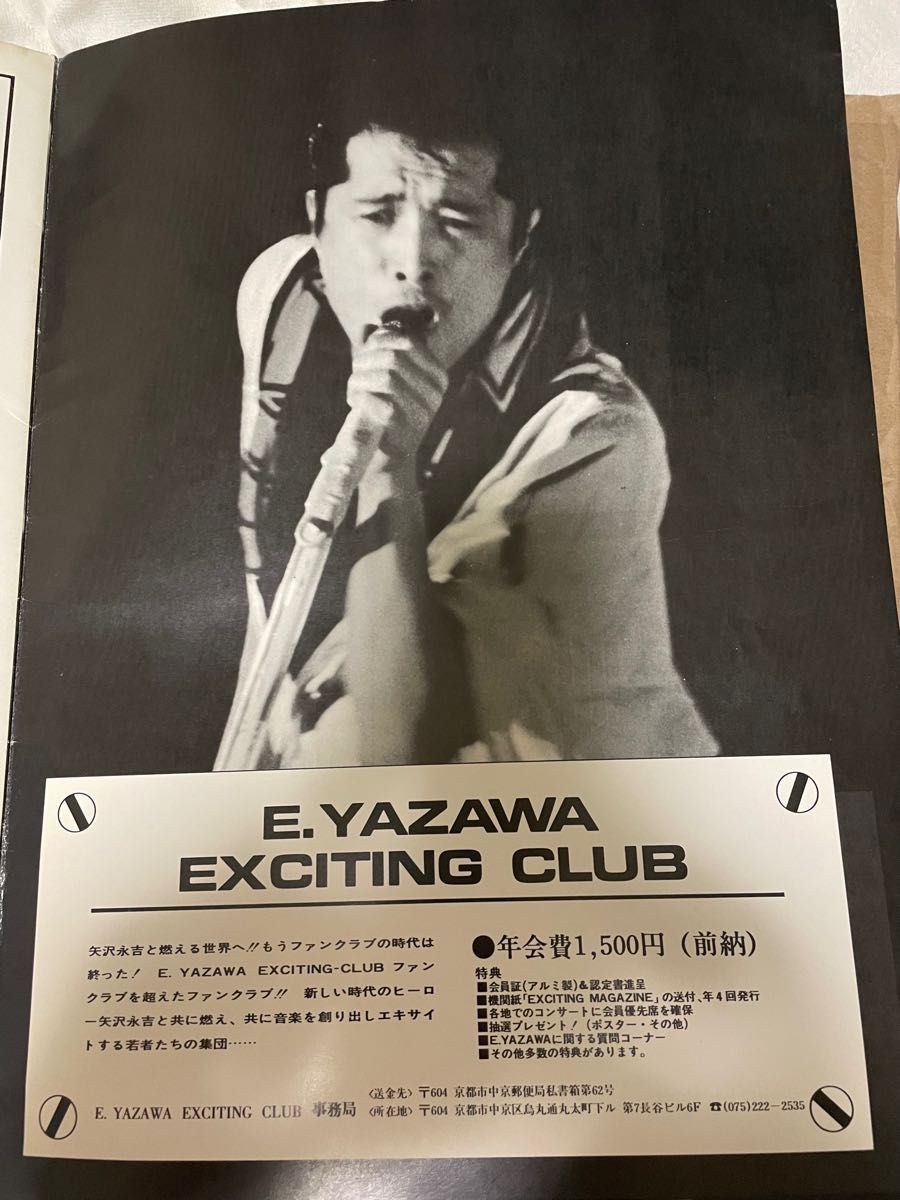 E. YAZAWA
EXCITING CLUB
矢沢永吉と燃える世界へ!!もうファンクラブの時代は
終った! E. YAZAWA EXCITING-CLUB ファン
クラブを超えたファンクラブ!! 新しい時代のヒーロ
ー矢沢永吉と共に燃え、共に音楽を創り出しエキサイ
トする若者たちの集団……
●年会費1,500円(前納)
特典
■会員証(アルミ製)&認定書進呈
■機関紙「EXCITING MAGAZINE」の送付、年4回発行
■各地でのコンサートに会員優先席を確保
■抽選プレゼント!(ポスター・その他)
■E.YAZAWAに関する質問コーナー
■その他多数の特典があります。
E. YAZAWA EXCITING CLUB 事務局
〈送金先〉〒604 京都市中京郵便局私書箱第62号
〈所在地〉〒604 京都市中京区烏丸通丸太町下ル 第7長谷ビル6F ☎(075)222-2535